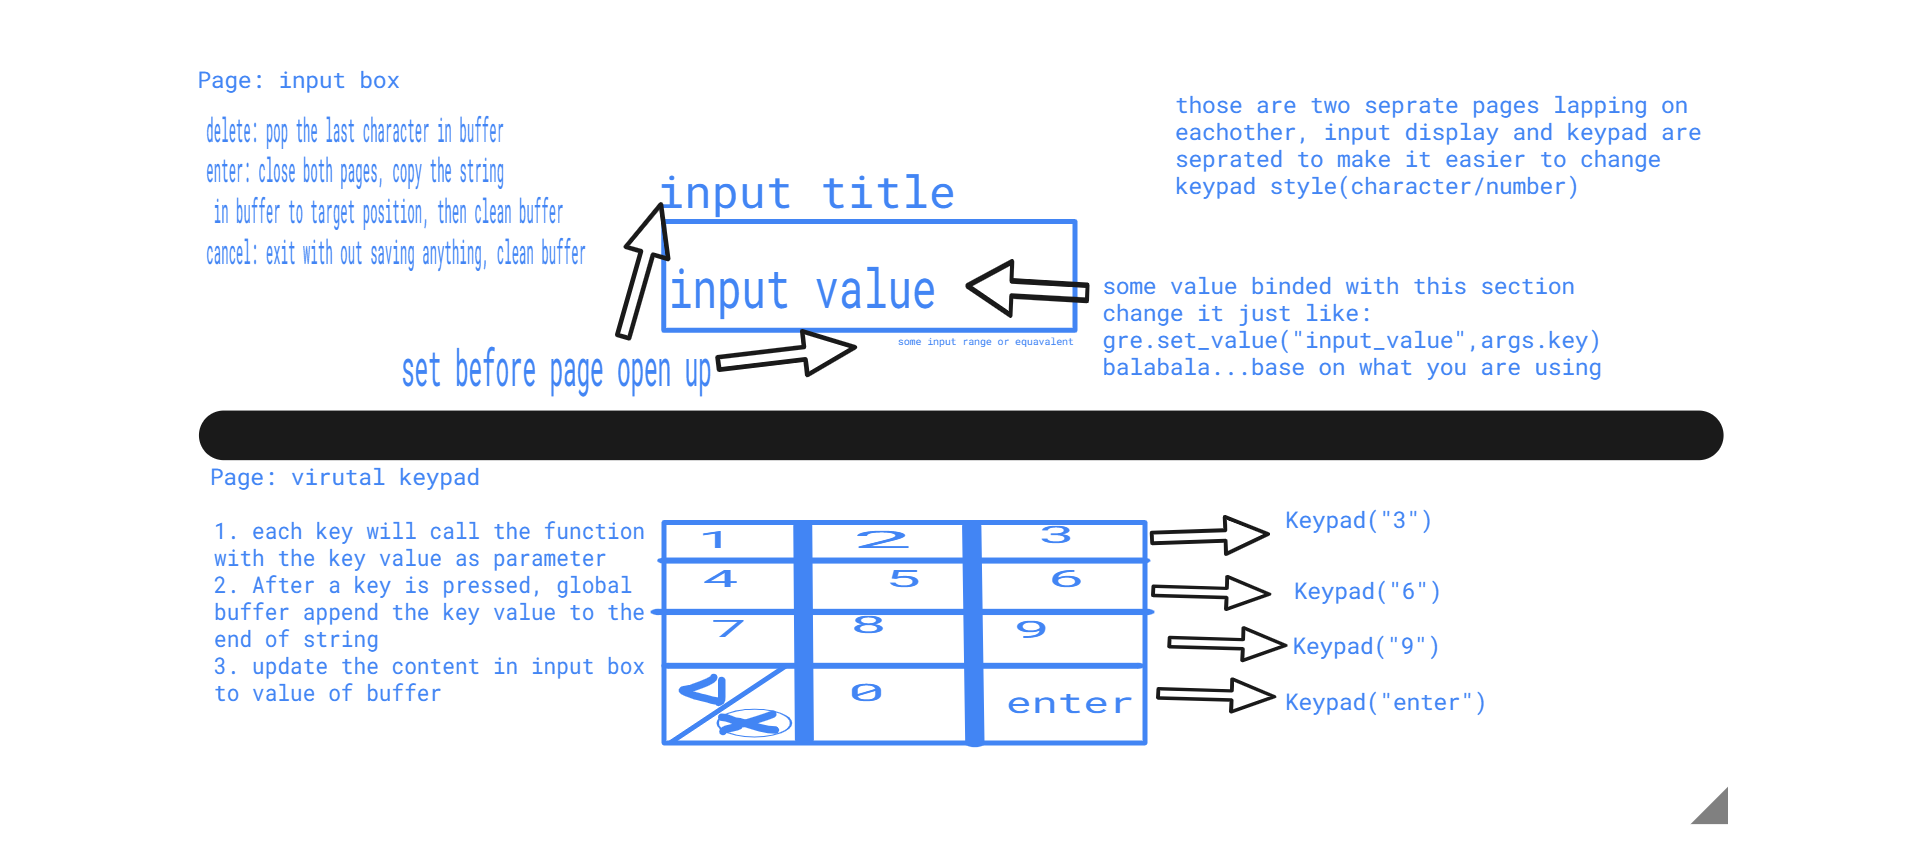 Page: input box
delete: pop the last character in buffer
enter: close both pages, copy the string
in buffer to target position, then clean buffer
cancel: exit with out saving anything, clean buffer
those are two seprate pages lapping on
eachother, input display and keypad are
seprated to make it easier to change
keypad style(character/number)
input title
input value
some input range or equavalent
set before page open up
some value binded with this section
change it just like:
gre.set_value("input_value",args.key)
balabala...base on what you are using
Page: virutal keypad
1. each key will call the function
with the key value as parameter
2. After a key is pressed, global
buffer append the key value to the
end of string
3. update the content in input box
to value of buffer
1 2 3
4 5 6
7 8 9
0 enter
Keypad("3")
Keypad("6")
Keypad("9")
Keypad("enter")